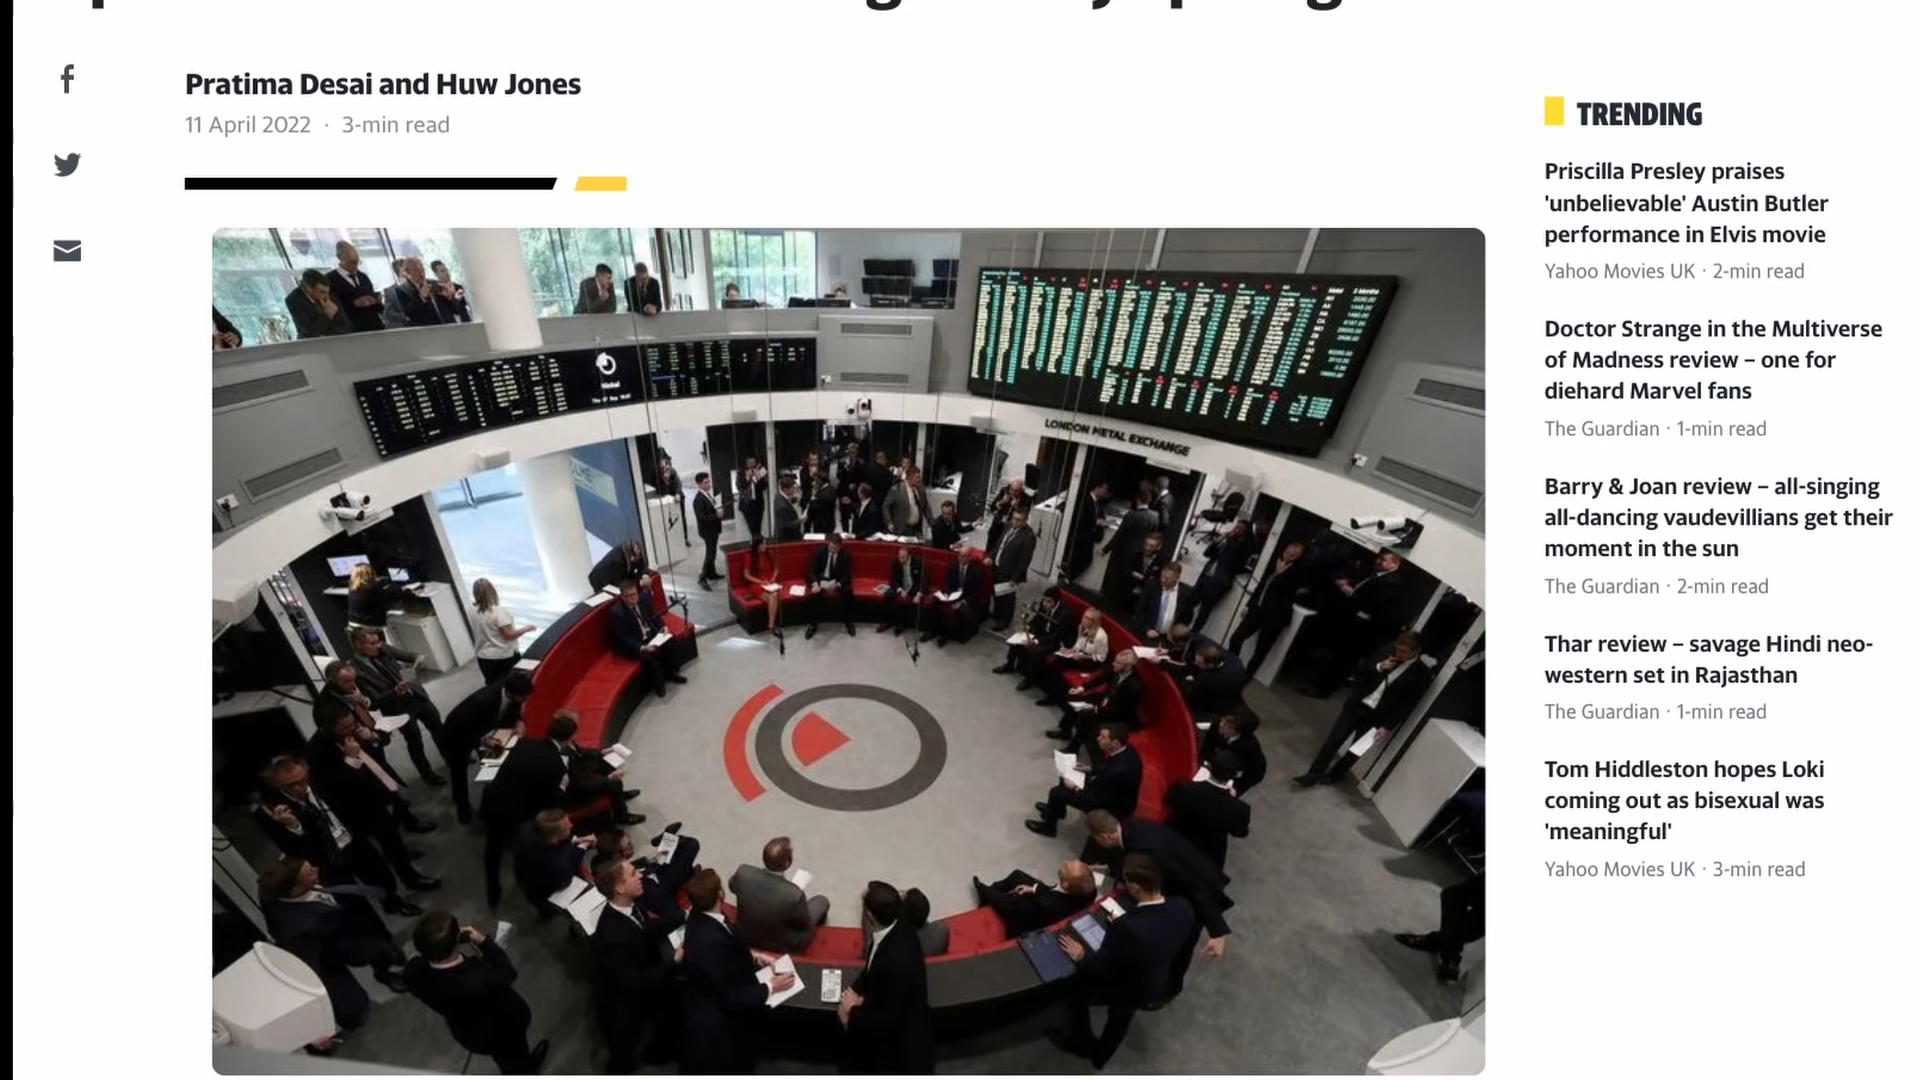 Pratima Desai and Huw Jones
11 April 2022 · 3-min read
TRENDING
Priscilla Presley praises
'unbelievable' Austin Butler
performance in Elvis movie
Yahoo Movies UK · 2-min read
Doctor Strange in the Multiverse
of Madness review – one for
diehard Marvel fans
The Guardian · 1-min read
Barry & Joan review – all-singing
all-dancing vaudevillians get their
moment in the sun
The Guardian · 2-min read
Thar review – savage Hindi neo-
western set in Rajasthan
The Guardian · 1-min read
Tom Hiddleston hopes Loki
coming out as bisexual was
'meaningful'
Yahoo Movies UK · 3-min read
LONDON METAL EXCHANGE
Nickel